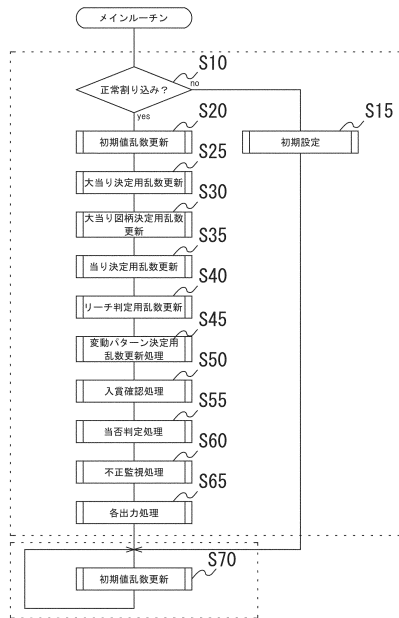 メインルーチン
S10
正常割り込み?
no
yes
S20
初期値乱数更新
S15
初期設定
S25
大当り決定用乱数更新
S30
大当り図柄決定用乱数
更新
S35
当り決定用乱数更新
S40
リーチ判定用乱数更新
S45
変動パターン決定用
乱数更新処理
S50
入賞確認処理
S55
当否判定処理
S60
不正監視処理
S65
各出力処理
S70
初期値乱数更新